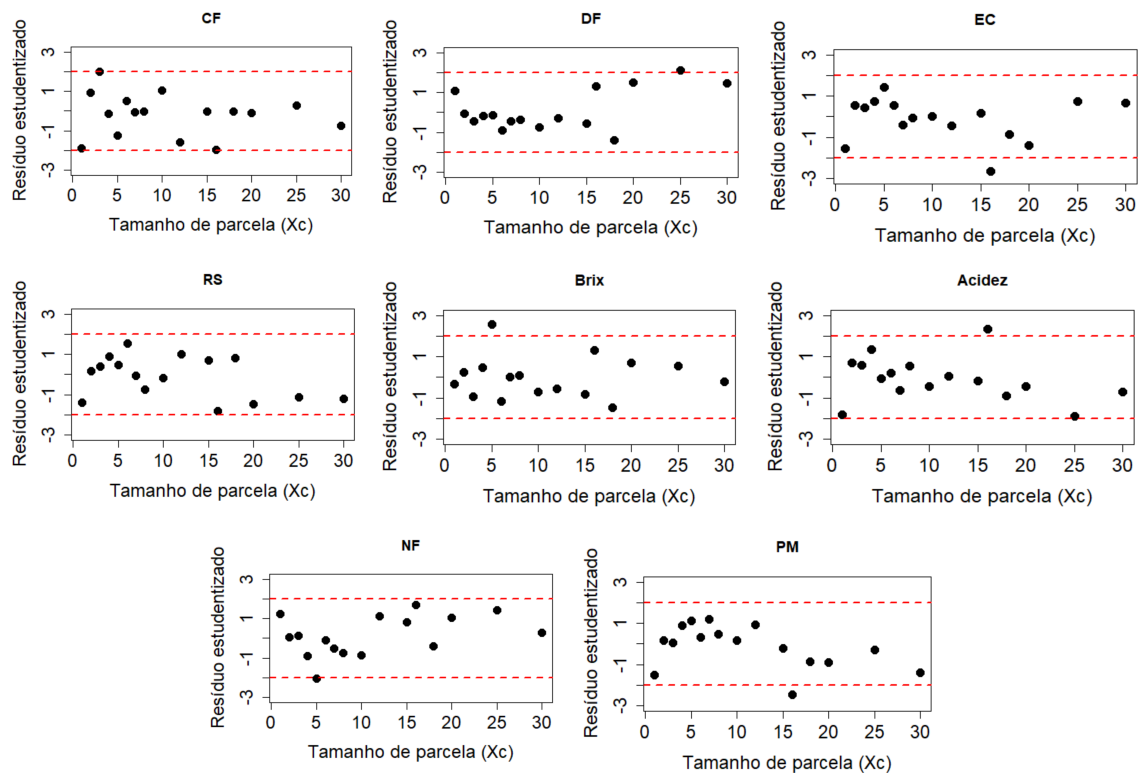 CF
Resíduo estudentizado
3
1
-1
-3
0 5 10 15 20 25 30
Tamanho de parcela (Xc)
DF
Resíduo estudentizado
3
1
-1
-3
0 5 10 15 20 25 30
Tamanho de parcela (Xc)
EC
Resíduo estudentizado
3
1
-1
-3
0 5 10 15 20 25 30
Tamanho de parcela (Xc)
RS
Resíduo estudentizado
3
1
-1
-3
0 5 10 15 20 25 30
Tamanho de parcela (Xc)
Brix
Resíduo estudentizado
3
1
-1
-3
0 5 10 15 20 25 30
Tamanho de parcela (Xc)
Acidez
Resíduo estudentizado
3
1
-1
-3
0 5 10 15 20 25 30
Tamanho de parcela (Xc)
NF
Resíduo estudentizado
3
1
-1
-3
0 5 10 15 20 25 30
Tamanho de parcela (Xc)
PM
Resíduo estudentizado
3
1
-1
-3
0 5 10 15 20 25 30
Tamanho de parcela (Xc)